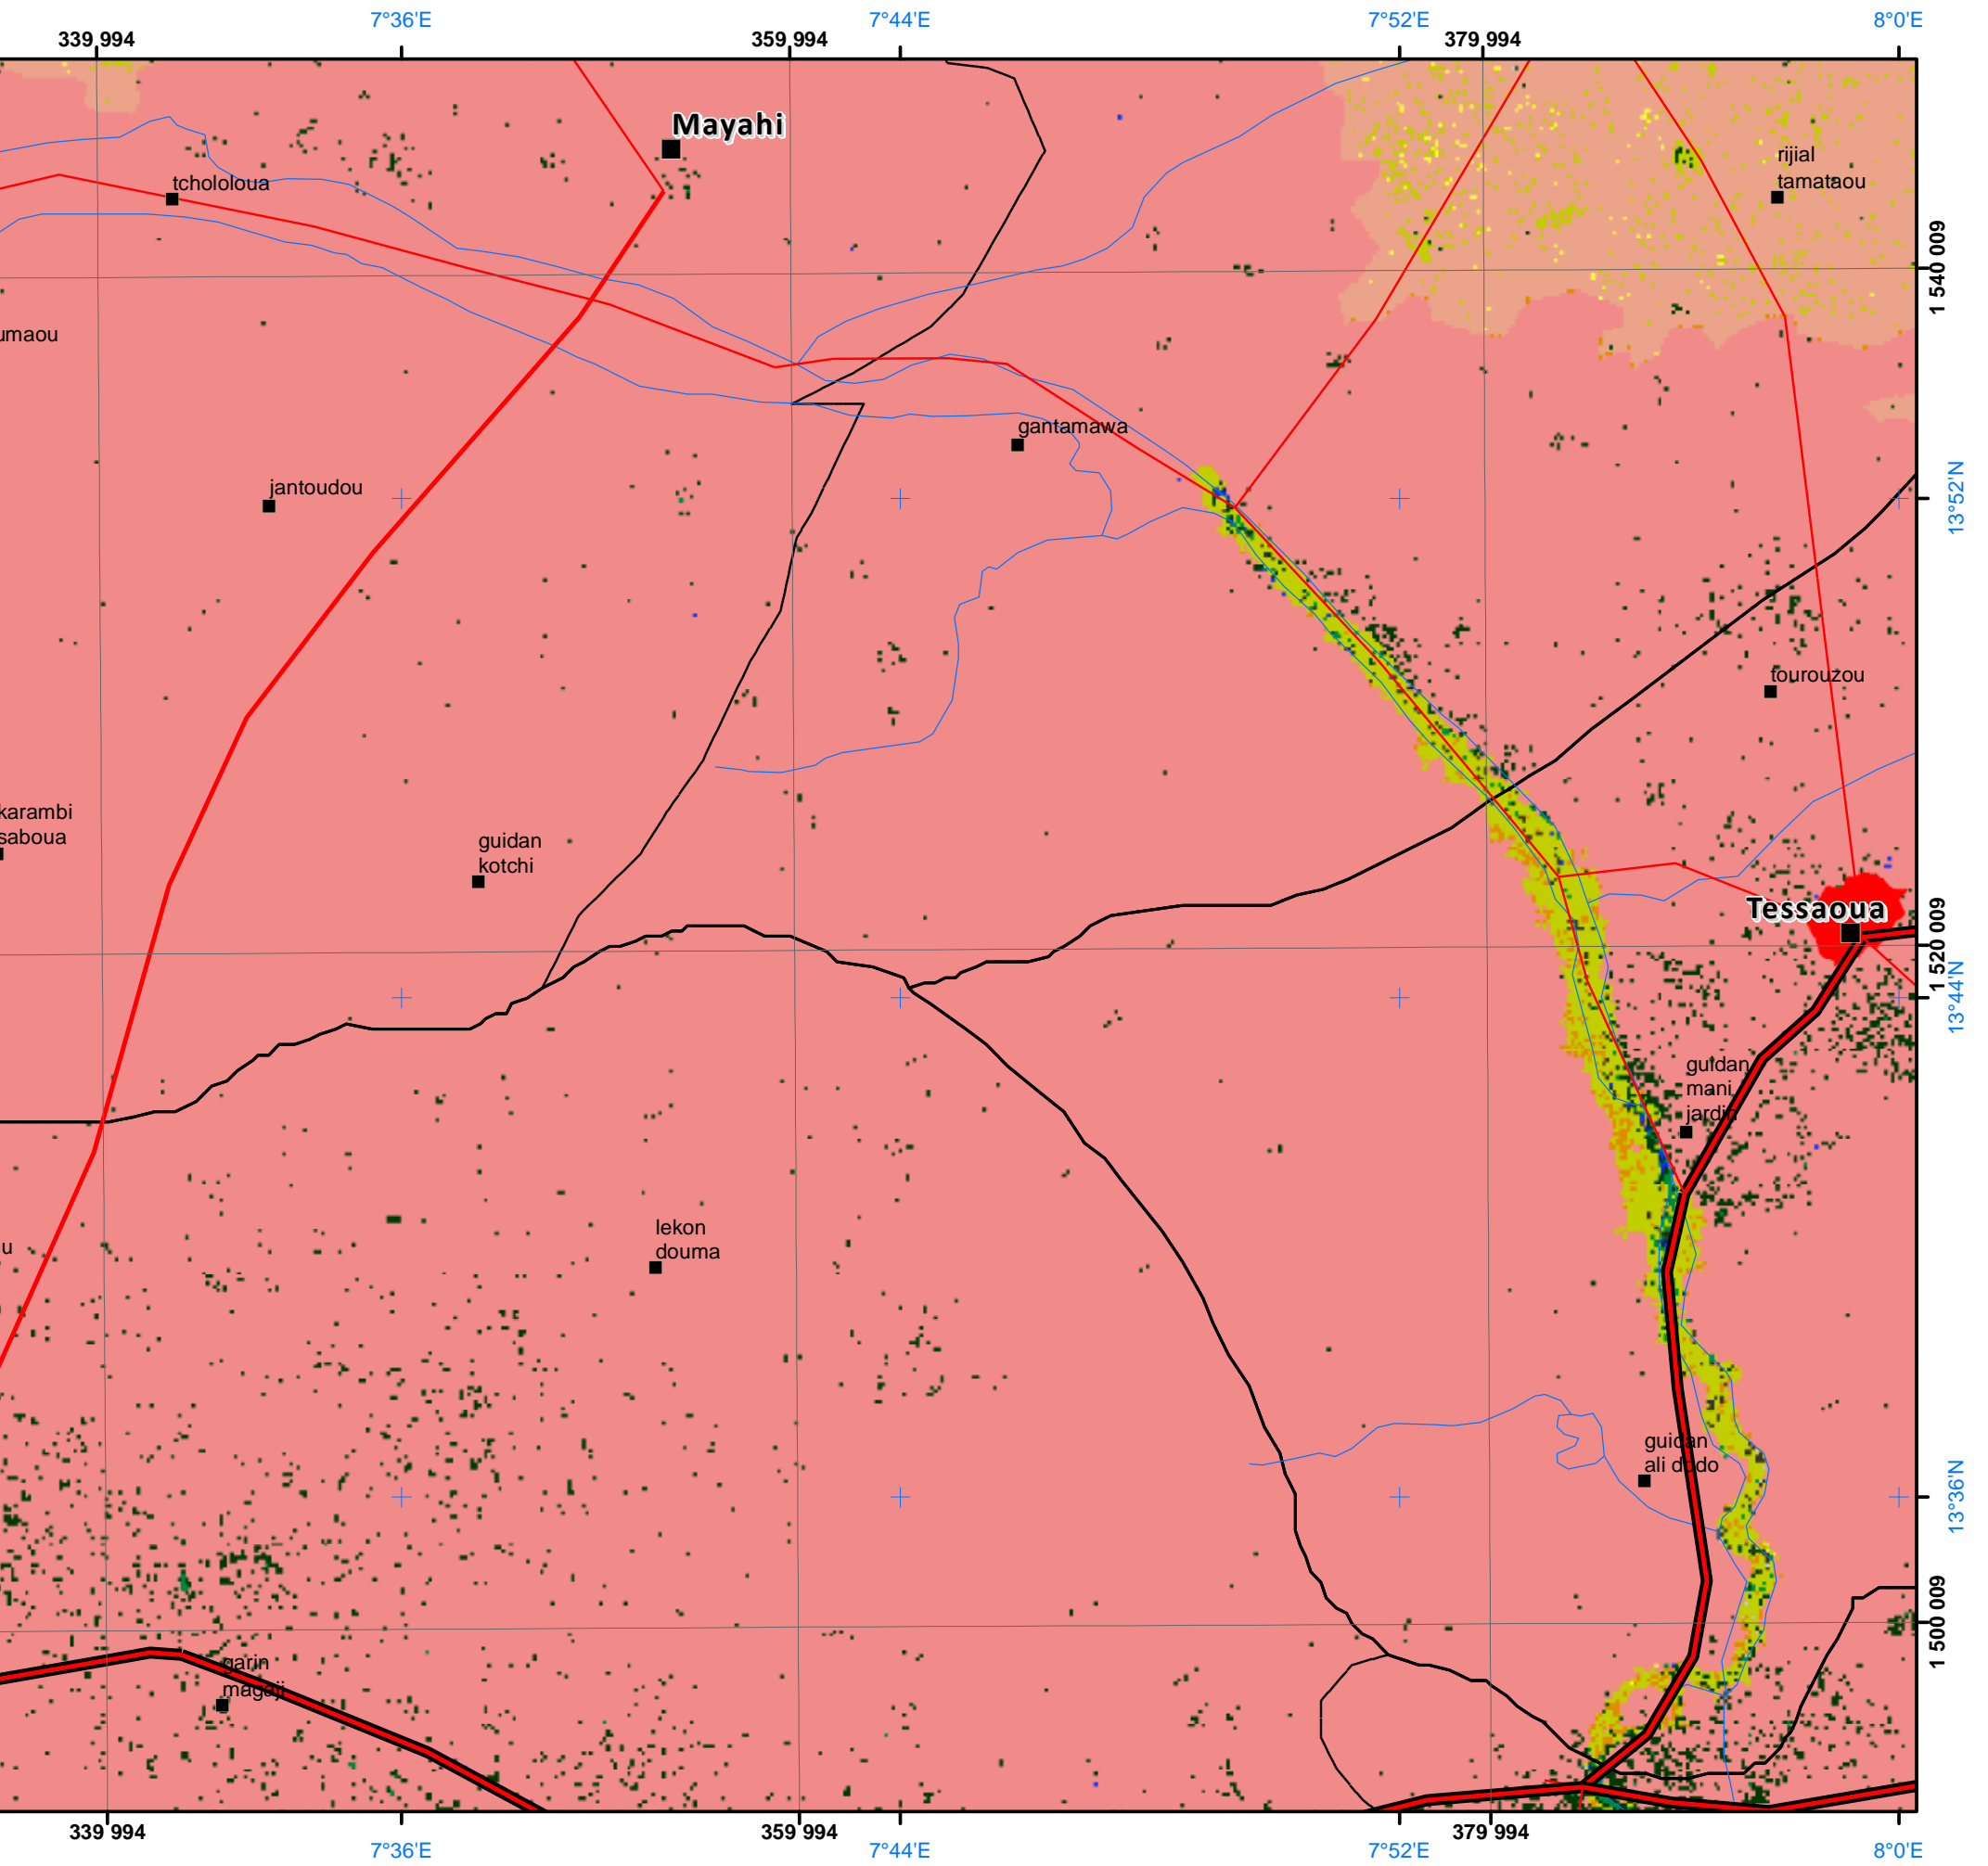 7°36'E
7°44'E
7°52'E
8°0'E
339 994
359 994
379 994
Mayahi
rijial
tamataou
tchololoua
1 540 009
umaou
gantamawa
jantoudou
13°52'N
tourouzou
karambi
saboua
guidan
kotchi
Tessaoua
1 520 009
13°44'N
guidan
mani
jardin
lekon
douma
u
guidan
ali dodo
13°36'N
1 500 009
garin
magaji
339 994
359 994
379 994
7°36'E
7°44'E
7°52'E
8°0'E